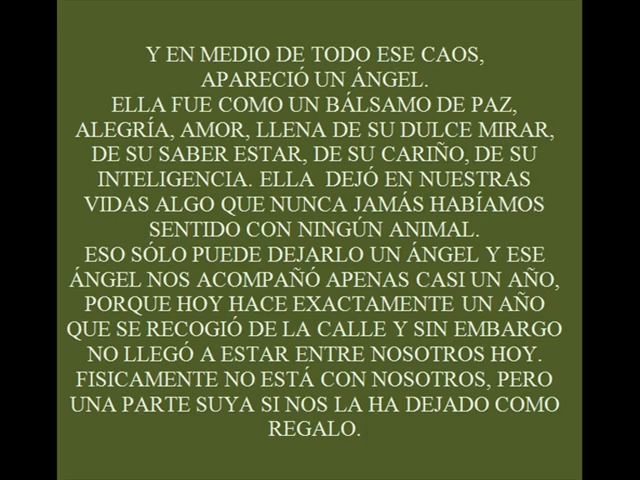 Y EN MEDIO DE TODO ESE CAOS,
APARECIÓ UN ÁNGEL.
ELLA FUE COMO UN BÁLSAMO DE PAZ,
ALEGRÍA, AMOR, LLENA DE SU DULCE MIRAR,
DE SU SABER ESTAR, DE SU CARIÑO, DE SU
INTELIGENCIA. ELLA  DEJÓ EN NUESTRAS
VIDAS ALGO QUE NUNCA JAMÁS HABÍAMOS
SENTIDO CON NINGÚN ANIMAL.
ESO SÓLO PUEDE DEJARLO UN ÁNGEL Y ESE
ÁNGEL NOS ACOMPAÑÓ APENAS CASI UN AÑO,
PORQUE HOY HACE EXACTAMENTE UN AÑO
QUE SE RECOGIÓ DE LA CALLE Y SIN EMBARGO
NO LLEGÓ A ESTAR ENTRE NOSOTROS HOY.
FISICAMENTE NO ESTÁ CON NOSOTROS, PERO
UNA PARTE SUYA SI NOS LA HA DEJADO COMO
REGALO.